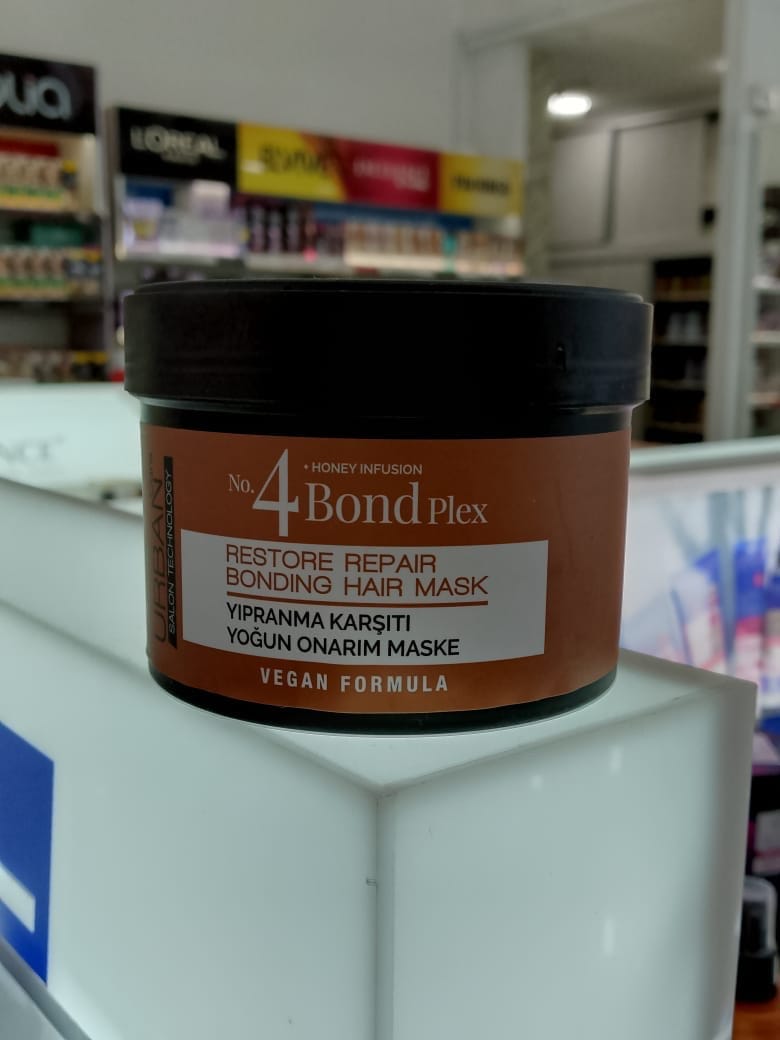 L'ORÉAL
+ HONEY INFUSION
No.4 Bond Plex
URBAN
SALON TECHNOLOGY
RESTORE REPAIR
BONDING HAIR MASK
YIPRANMA KARŞITI
YOĞUN ONARIM MASKE
VEGAN FORMULA